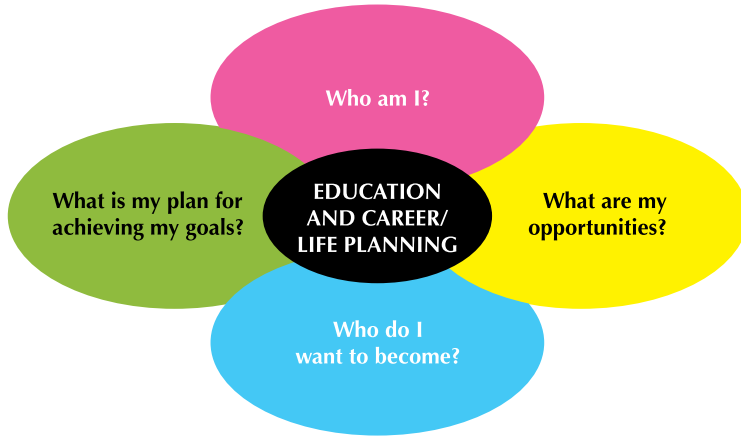 Who am I?
What is my plan for
achieving my goals?
EDUCATION
AND CAREER/
LIFE PLANNING
What are my
opportunities?
Who do I
want to become?